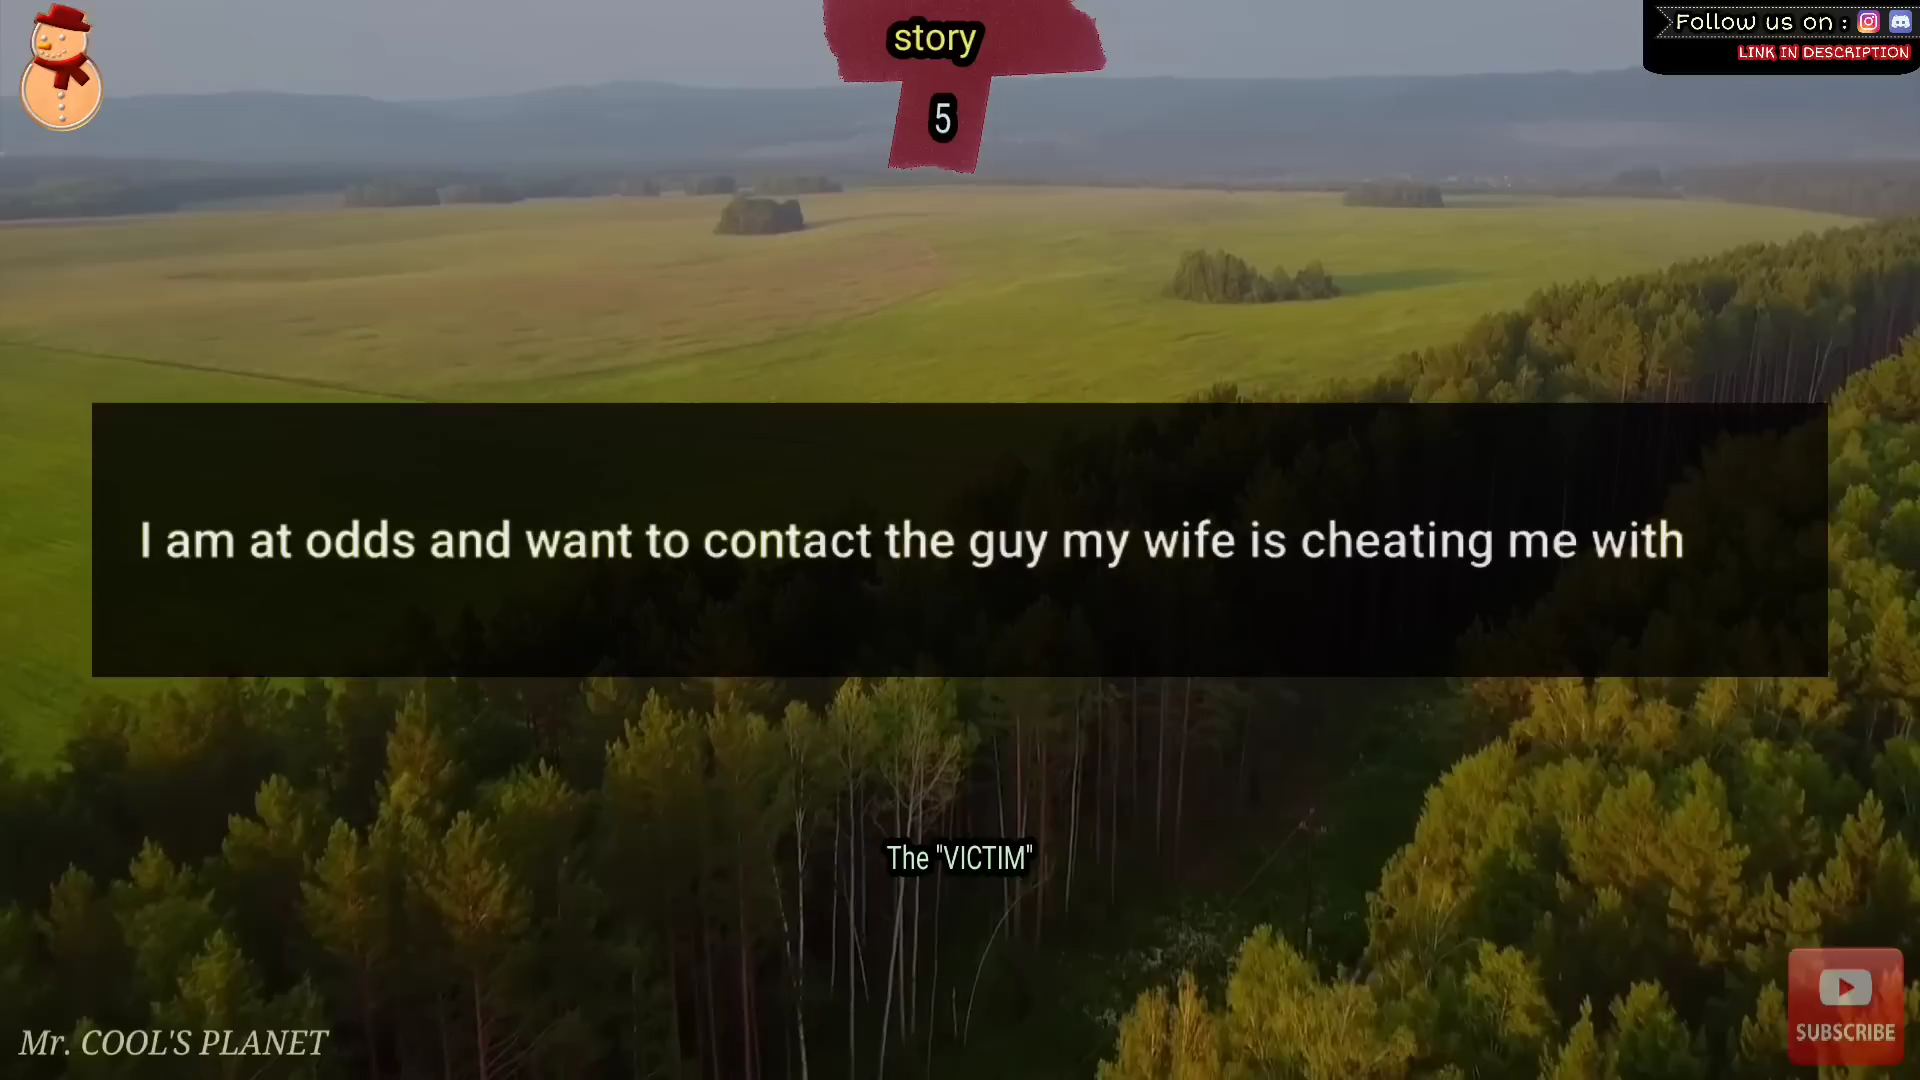 story
5
Follow us on :
LINK IN DESCRIPTION
I am at odds and want to contact the guy my wife is cheating me with
The "VICTIM"
Mr. COOL'S PLANET
SUBSCRIBE